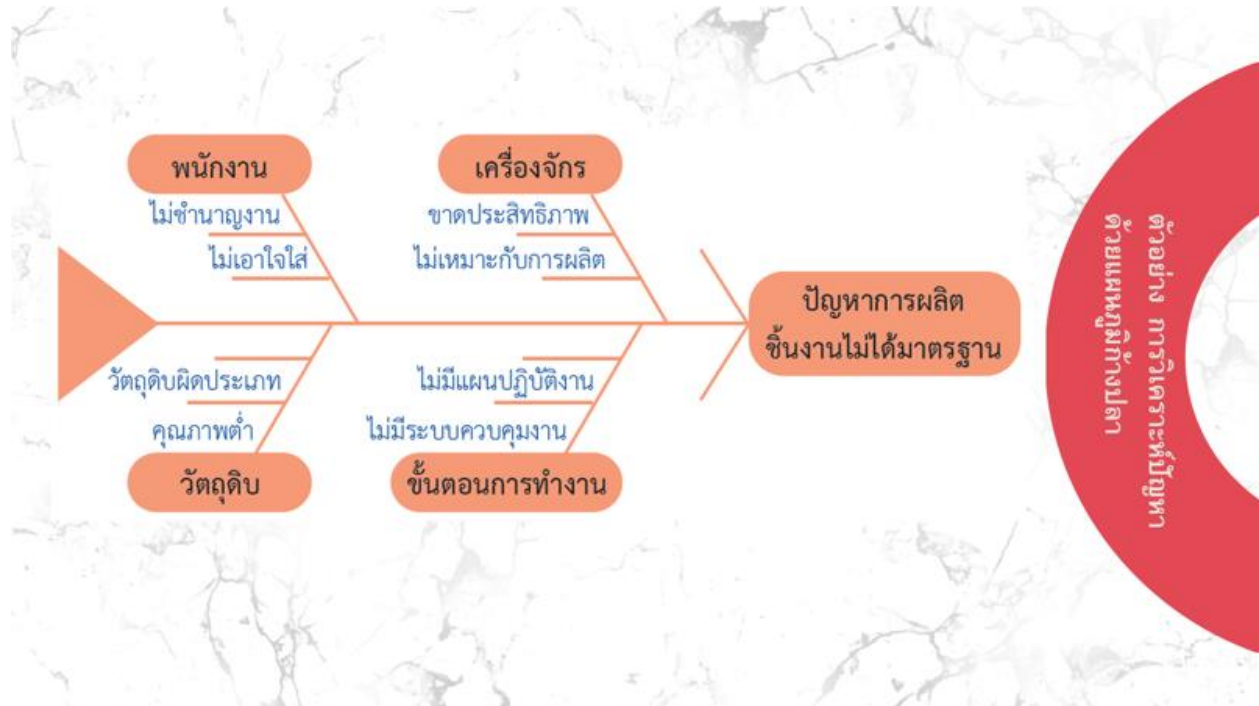 พนักงาน
ไม่ชำนาญงาน
ไม่เอาใจใส่
เครื่องจักร
ขาดประสิทธิภาพ
ไม่เหมาะกับการผลิต
ปัญหาการผลิต
ชิ้นงานไม่ได้มาตรฐาน
วัตถุดิบผิดประเภท
คุณภาพต่ำ
วัตถุดิบ
ไม่มีแผนปฏิบัติงาน
ไม่มีระบบควบคุมงาน
ขั้นตอนการทำงาน
ตัวอย่าง การวิเคราะห์ปัญหา
ด้วยแผนภูมิก้างปลา